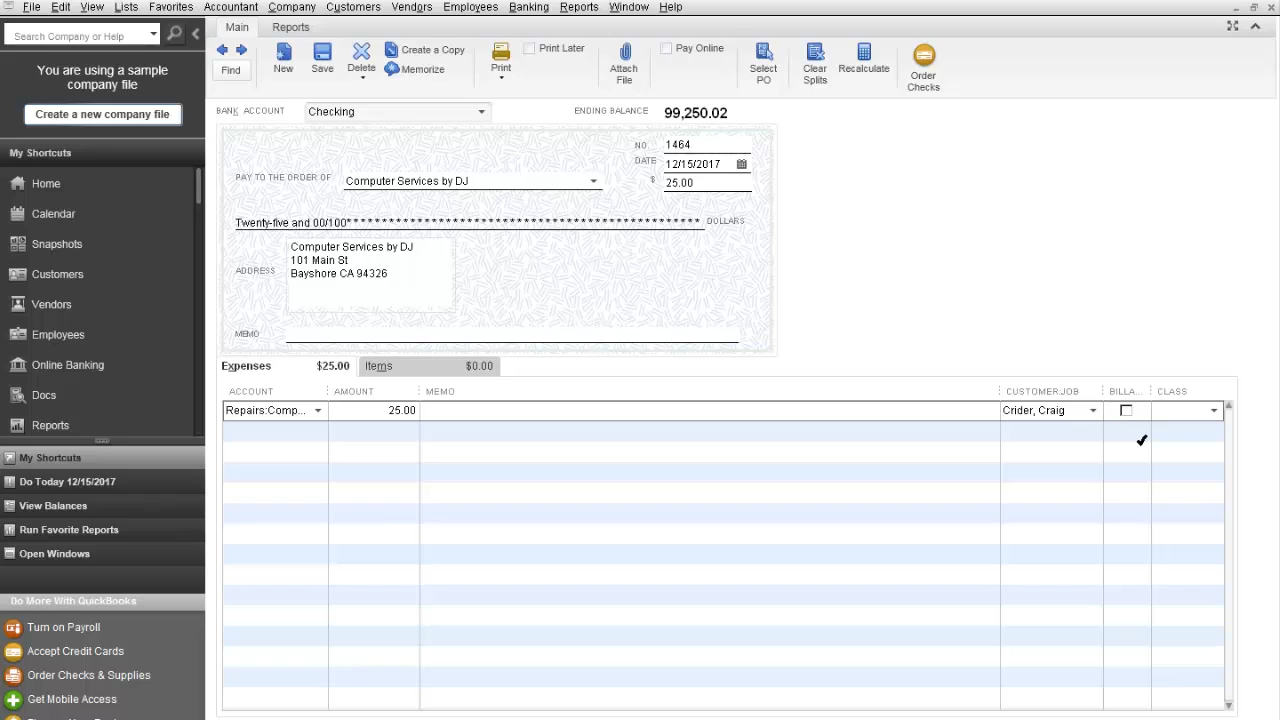 File Edit View Lists Favorites Accountant Company Customers Vendors Employees Banking Reports Window Help
Search Company or Help
You are using a sample
company file
Create a new company file
My Shortcuts
Home
Calendar
Snapshots
Customers
Vendors
Employees
Online Banking
Docs
Reports
My Shortcuts
Do Today 12/15/2017
View Balances
Run Favorite Reports
Open Windows
Do More With QuickBooks
Turn on Payroll
Accept Credit Cards
Order Checks & Supplies
Get Mobile Access
Main Reports
Find
New
Save
Delete
Create a Copy
Memorize
Print
Print Later
Attach
File
Pay Online
Select
PO
Clear
Splits
Recalculate
Order
Checks
BANK ACCOUNT Checking ENDING BALANCE 99,250.02
NO. 1464
DATE 12/15/2017
PAY TO THE ORDER OF Computer Services by DJ $ 25.00
Twenty-five and 00/100* * * * * * * * * * * * * * * * * * * * * * * * * * * * * * * * * * * * * * * * * * * * * * * * * * DOLLARS
ADDRESS
Computer Services by DJ
101 Main St
Bayshore CA 94326
MEMO
Expenses $25.00 Items $0.00
ACCOUNT AMOUNT MEMO CUSTOMER:JOB BILLA... CLASS
Repairs:Comp... 25.00 Crider, Craig